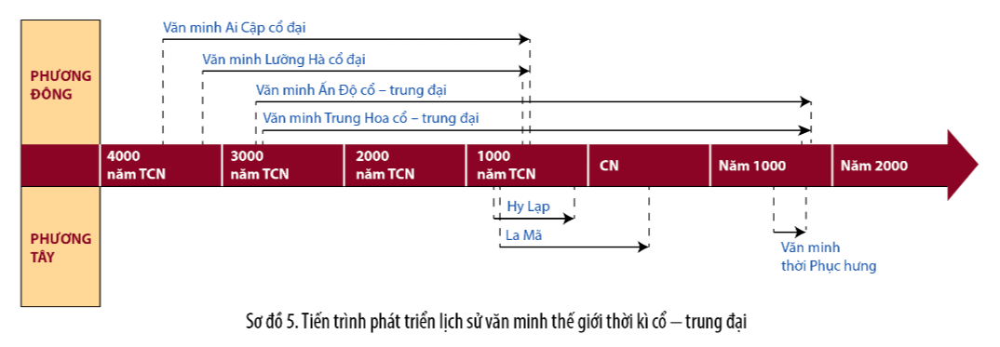 Văn minh Ai Cập cổ đại
Văn minh Lưỡng Hà cổ đại
PHƯƠNG
ĐÔNG
Văn minh Ấn Độ cổ – trung đại
Văn minh Trung Hoa cổ – trung đại
4000
năm TCN
3000
năm TCN
2000
năm TCN
1000
năm TCN
CN
Năm 1000
Năm 2000
Hy Lạp
La Mã
PHƯƠNG
TÂY
Văn minh
thời Phục hưng
Sơ đồ 5. Tiến trình phát triển lịch sử văn minh thế giới thời kì cổ – trung đại